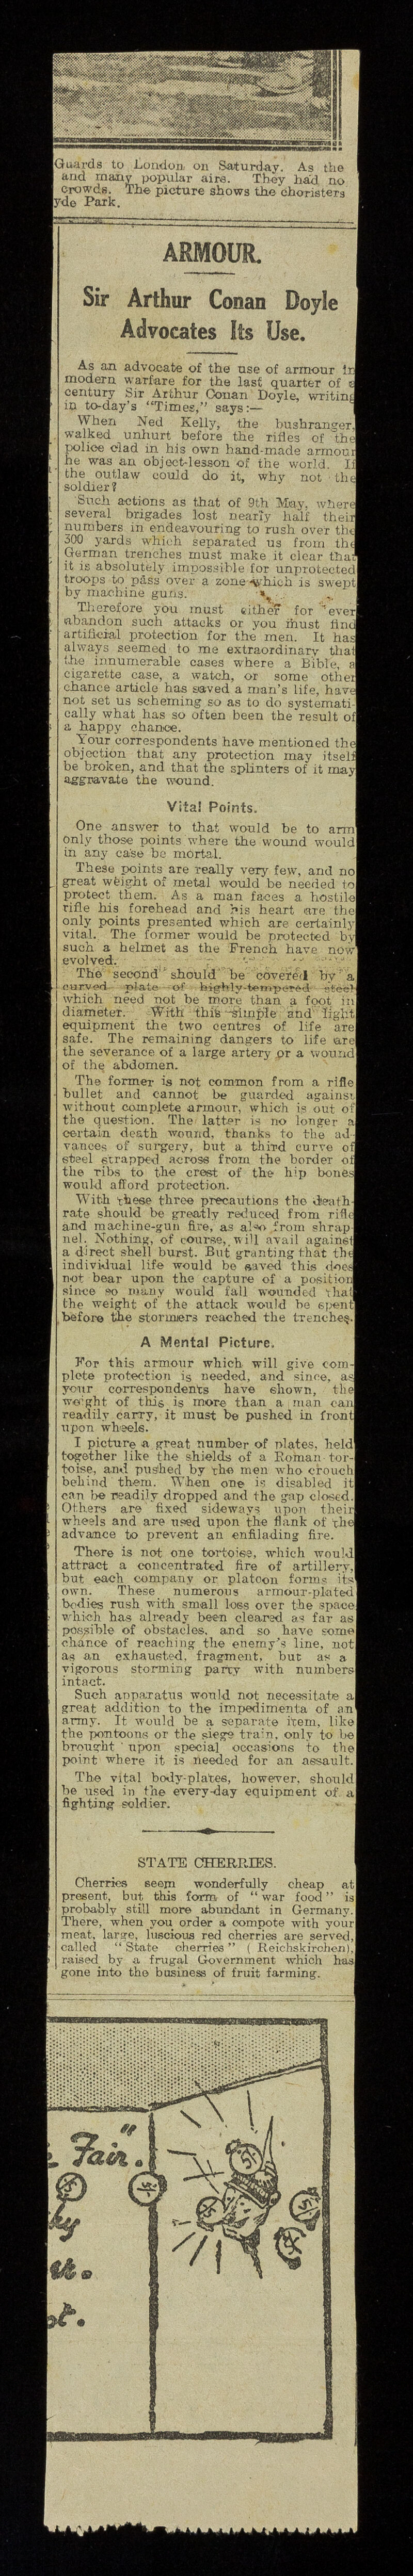 Guards to London on Saturday. As the
and many popular airs. They had no
crowds. The picture shows the choristers
yde Park.
ARMOUR.
Sir Arthur Conan Doyle
Advocates Its Use.
As an advocate of the use of armour in
modern warfare for the last quarter of a
century Sir Arthur Conan Doyle, writing
in to-day's "Times," says:—
When Ned Kelly, the bushranger,
walked unhurt before the rifles of the
police clad in his own hand-made armour
he was an object-lesson of the world. If
the outlaw could do it, why not the
soldier?
Such actions as that of 9th May, where
several brigades lost nearly half their
numbers in endeavouring to rush over the
300 yards which separated us from the
German trenches must make it clear that
it is absolutely impossible for unprotected
troops to pass over a zone which is swept
by machine guns.
Therefore you must either for ever
abandon such attacks or you must find
artificial protection for the men. It has
always seemed to me extraordinary that
the innumerable cases where a Bible, a
cigarette case, a watch, or some other
chance article has saved a man's life, have
not set us scheming so as to do systemati-
cally what has so often been the result of
a happy chance.
Your correspondents have mentioned the
objection that any protection may itself
be broken, and that the splinters of it may
aggravate the wound.
Vital Points.
One answer to that would be to arm
only those points where the wound would
in any case be mortal.
These points are really very few, and no
great weight of metal would be needed to
protect them. As a man faces a hostile
rifle his forehead and his heart are the
only points presented which are certainly
vital. The former would be protected by
such a helmet as the French have now
evolved.
The second should be covered by a
curved plate of highly-tempered steel
which need not be more than a foot in
diameter. With this simple and light
equipment the two centres of life are
safe. The remaining dangers to life are
the severance of a large artery or a wound
of the abdomen.
The former is not common from a rifle
bullet and cannot be guarded against
without complete armour, which is out of
the question. The latter is no longer a
certain death wound, thanks to the ad-
vances of surgery, but a third curve of
steel strapped across from the border of
the ribs to the crest of the hip bones
would afford protection.
With these three precautions the death-
rate should be greatly reduced from rifle
and machine-gun fire, as also from shrap-
nel. Nothing, of course, will avail against
a direct shell burst. But granting that the
individual life would be saved this does
not bear upon the capture of a position
since so many would fall wounded that
the weight of the attack would be spent
before the stormers reached the trenches.
A Mental Picture.
For this armour which will give com-
plete protection is needed, and since, as
your correspondents have shown, the
weight of this is more than a man can
readily carry, it must be pushed in front
upon wheels.
I picture a great number of plates, held
together like the shields of a Roman tor-
toise, and pushed by the men who crouch
behind them. When one is disabled it
can be readily dropped and the gap closed.
Others are fixed sideways upon their
wheels and are used upon the flank of the
advance to prevent an enfilading fire.
There is not one tortoise, which would
attract a concentrated fire of artillery,
but each company or platoon forms its
own. These numerous armour-plated
bodies rush with small loss over the space
which has already been cleared as far as
possible of obstacles, and so have some
chance of reaching the enemy's line, not
as an exhausted, fragment, but as a
vigorous storming party with numbers
intact.
Such apparatus would not necessitate a
great addition to the impedimenta of an
army. It would be a separate item, like
the pontoons or the siege train, only to be
brought upon special occasions to the
point where it is needed for an assault.
The vital body-plates, however, should
be used in the every-day equipment of a
fighting soldier.
STATE CHERRIES.
Cherries seem wonderfully cheap at
present, but this form of "war food" is
probably still more abundant in Germany.
There, when you order a compote with your
meat, large, luscious red cherries are served,
called "State cherries" (Reichskirchen),
raised by a frugal Government which has
gone into the business of fruit farming.
Fair."
5/-
5/-
5/-
5/-
5/-
ot.